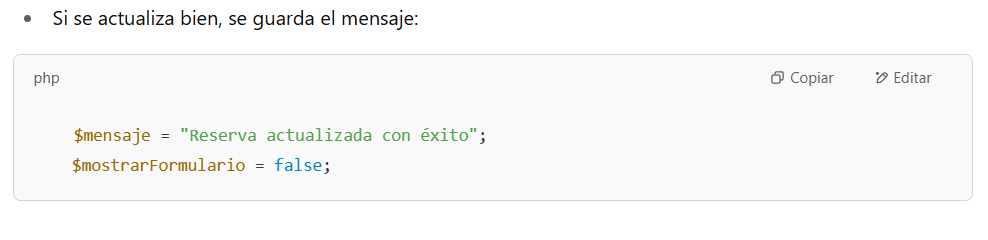 Si se actualiza bien, se guarda el mensaje:
php Copiar Editar
$mensaje = "Reserva actualizada con éxito";
$mostrarFormulario = false;